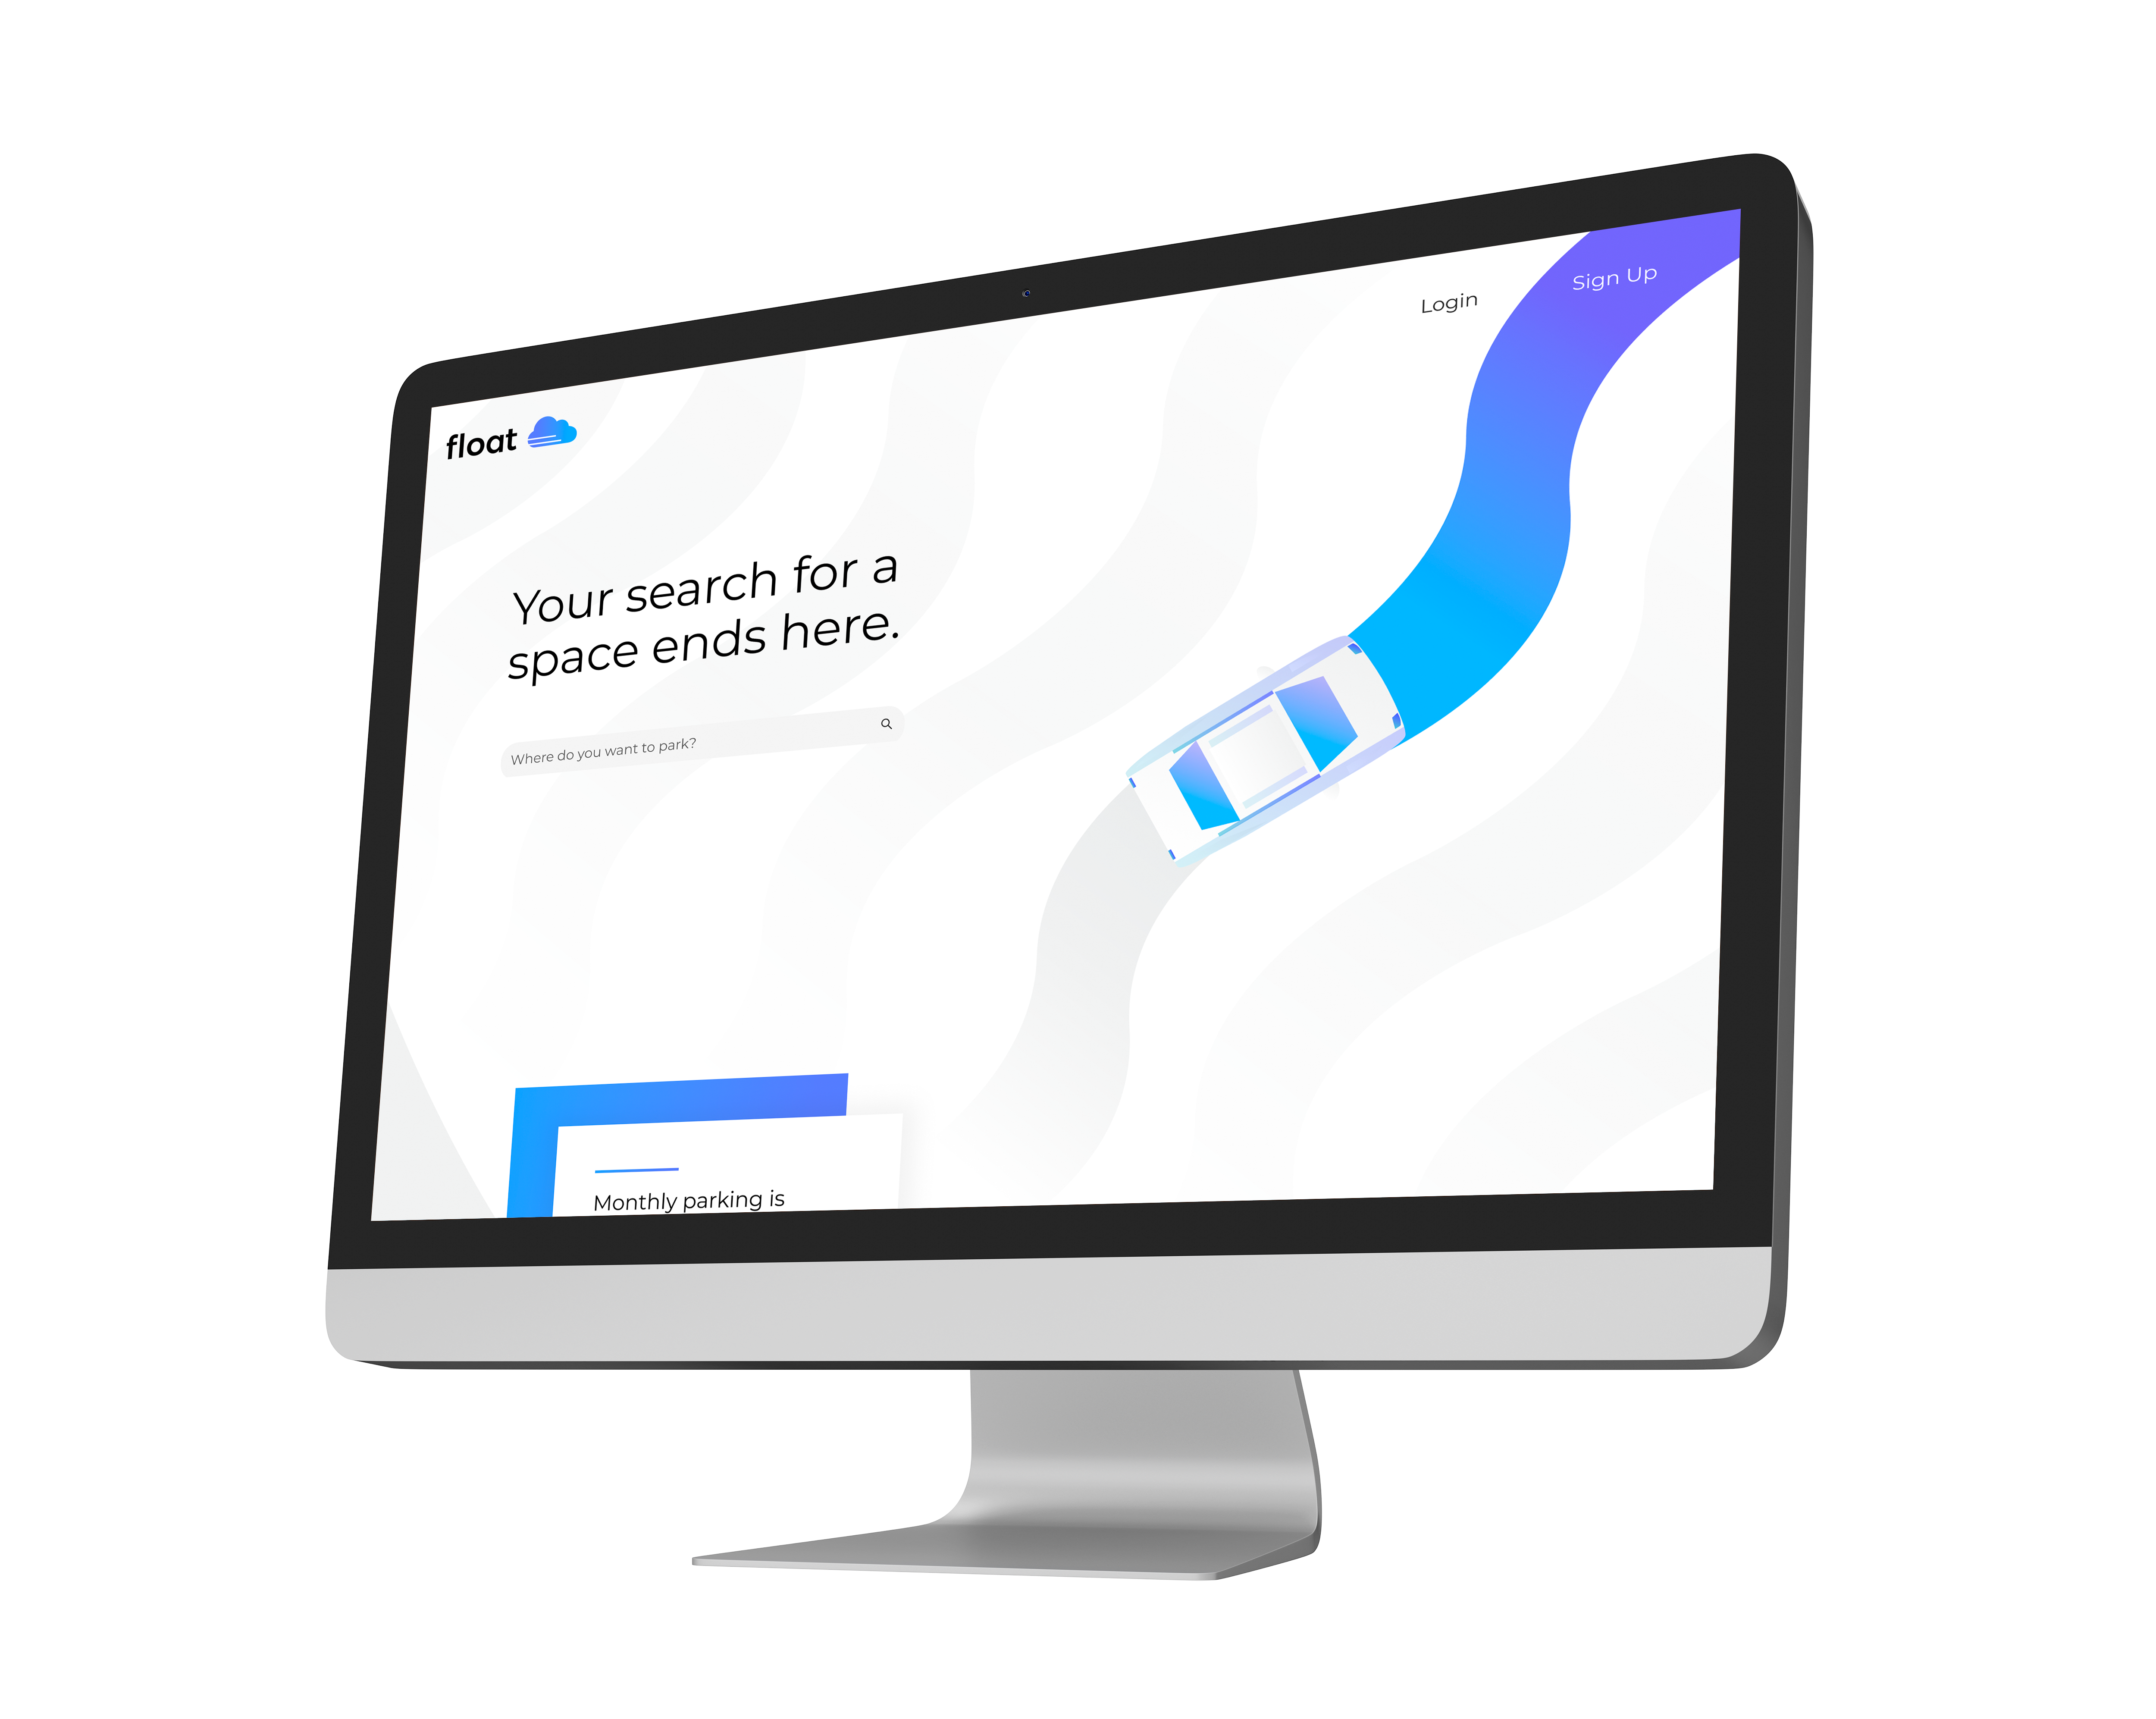 float
Login
Sign Up
Your search for a
space ends here.
Where do you want to park?
Monthly parking is